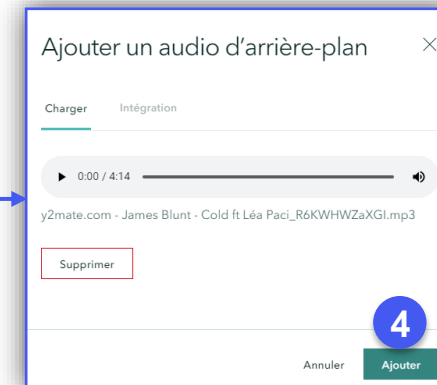 Ajouter un audio d’arrière-plan
Charger Intégration
0:00 / 4:14
y2mate.com - James Blunt - Cold ft Léa Paci_R6KWHWZaXGI.mp3
Supprimer
4
Annuler Ajouter